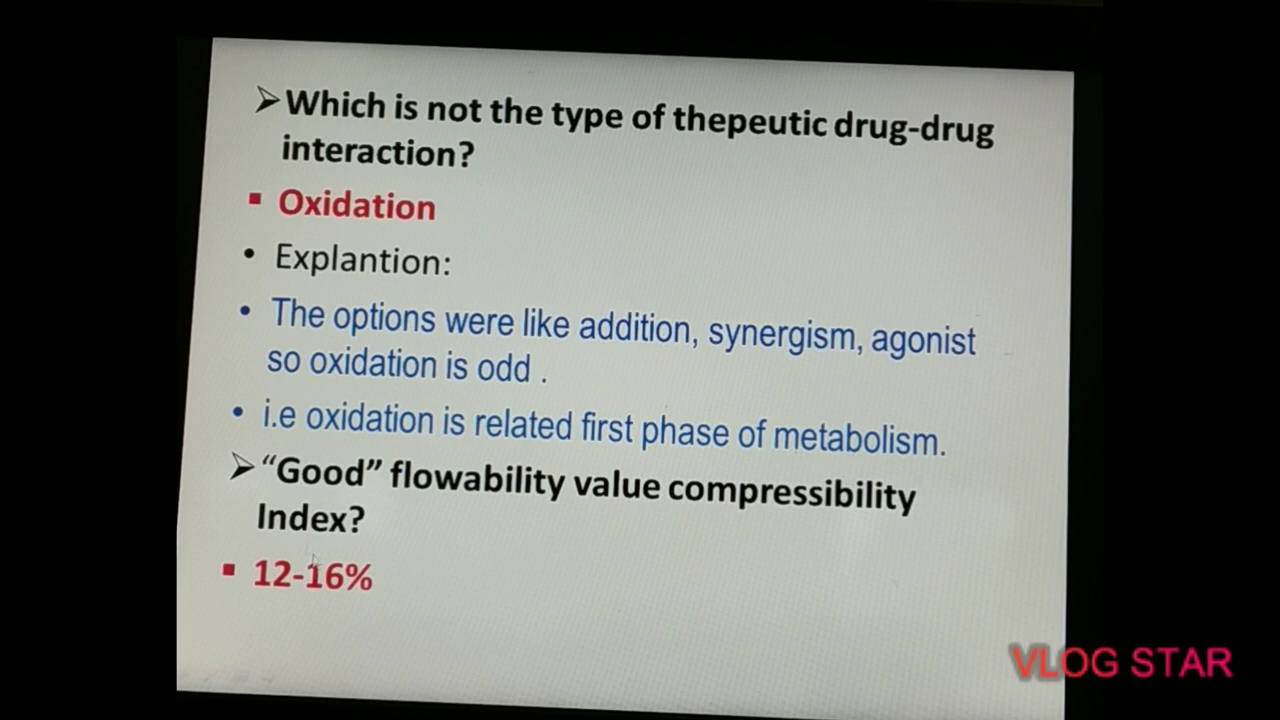 ➢Which is not the type of thepeutic drug-drug
interaction?
▪ Oxidation
• Explantion:
• The options were like addition, synergism, agonist
so oxidation is odd .
• i.e oxidation is related first phase of metabolism.
➢“Good” flowability value compressibility
Index?
▪ 12-16%
VLOG STAR